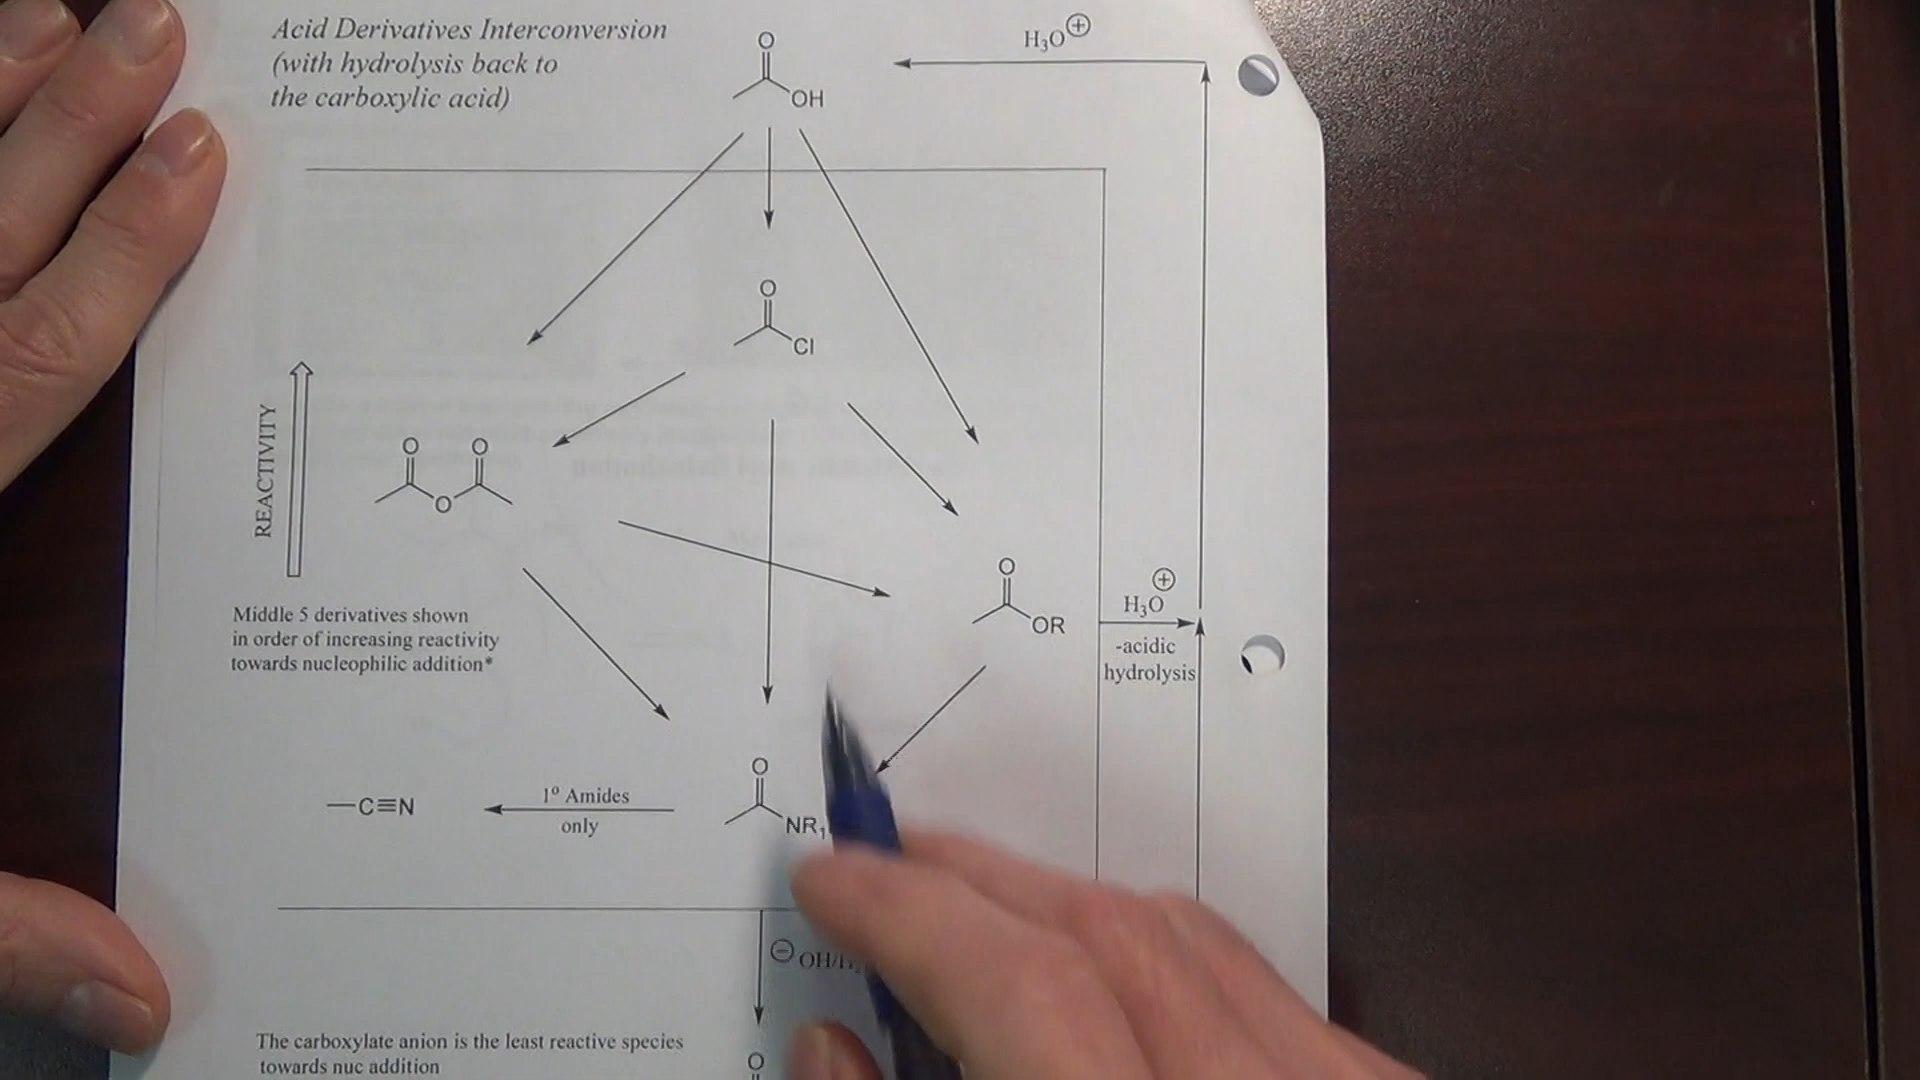 Acid Derivatives Interconversion
(with hydrolysis back to
the carboxylic acid)
O
OH
H₃O⊕
O
Cl
REACTIVITY
O O
O
Middle 5 derivatives shown
in order of increasing reactivity
towards nucleophilic addition*
O
OR
H₃O⊕
-acidic
hydrolysis
—C≡N
1º Amides
only
O
NR₁
⊖OH/
The carboxylate anion is the least reactive species
towards nuc addition
O